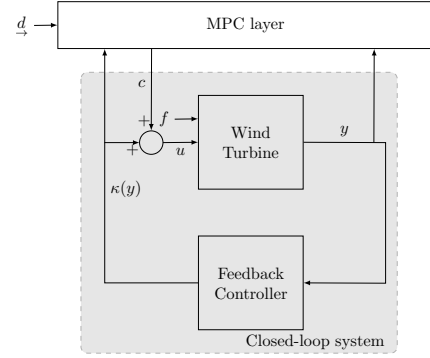 d MPC layer
c
+ f
Wind
Turbine
y
+
u
κ(y)
Feedback
Controller
Closed-loop system